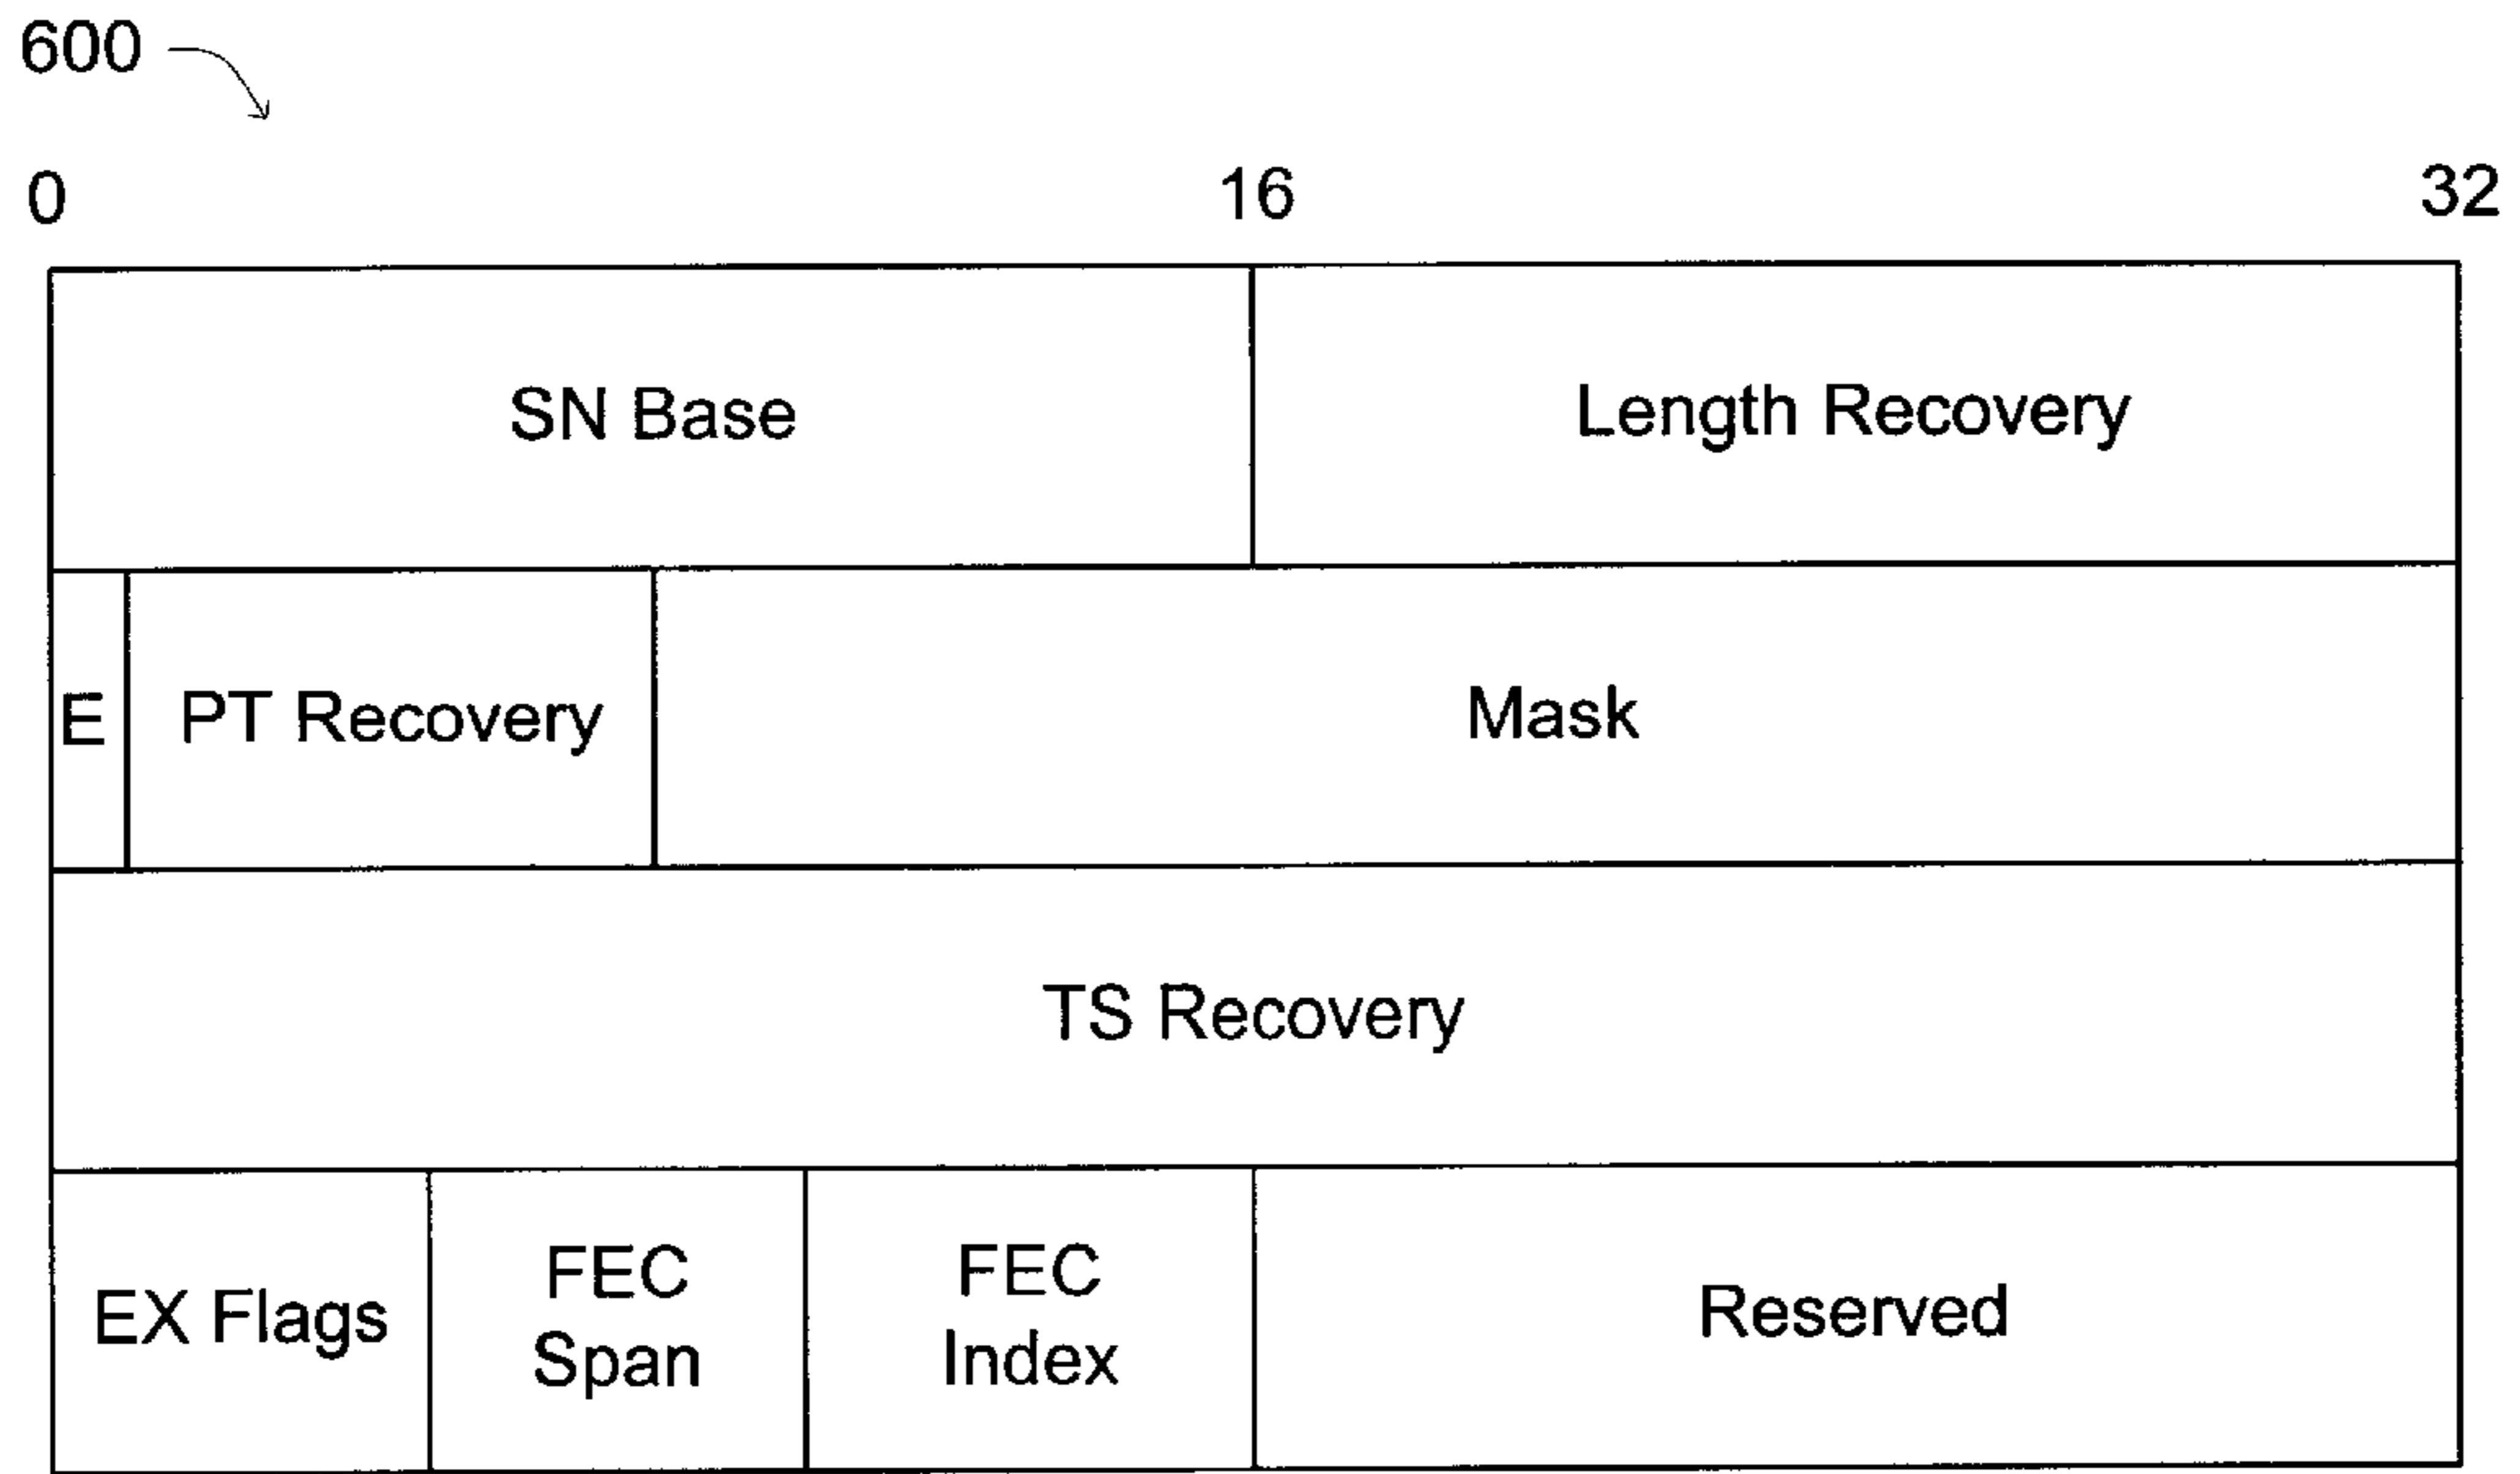 600
0 16 32
SN Base Length Recovery
E PT Recovery Mask
TS Recovery
EX Flags FEC Span FEC Index Reserved